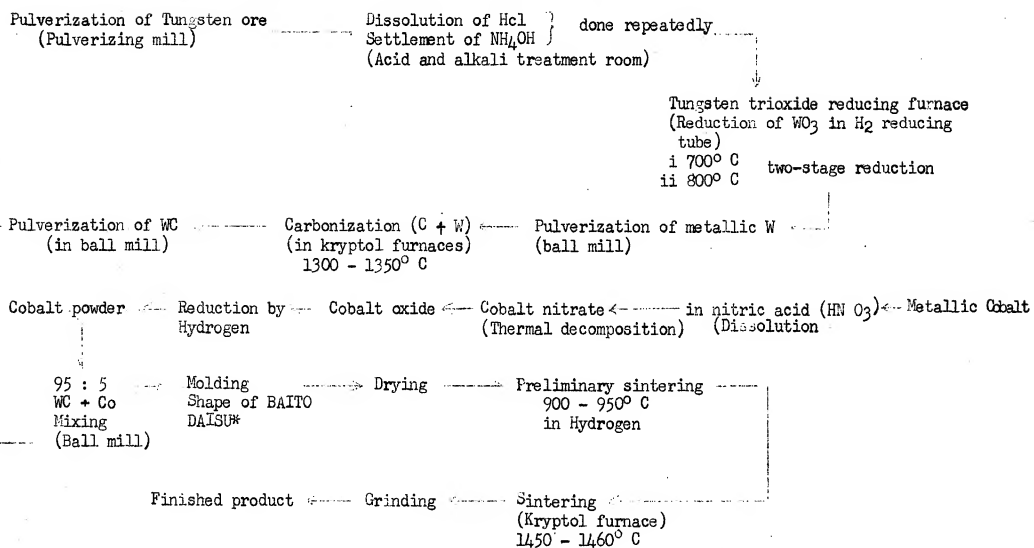 Pulverization of Tungsten ore
(Pulverizing mill)
Dissolution of Hcl
Settlement of NH4OH
(Acid and alkali treatment room)
done repeatedly
Tungsten trioxide reducing furnace
(Reduction of WO3 in H2 reducing
tube)
i 700° C
ii 800° C
two-stage reduction
Pulverization of WC
(in ball mill)
Carbonization (C + W)
(in kryptol furnaces)
1300 - 1350° C
Pulverization of metallic W
(ball mill)
Cobalt powder
Reduction by
Hydrogen
Cobalt oxide
Cobalt nitrate
(Thermal decomposition)
in nitric acid (HN O3)
(Dissolution
Metallic Cobalt
95 : 5
WC + Co
Mixing
(Ball mill)
Molding
Shape of BAITO
DAISU*
Drying
Preliminary sintering
900 - 950° C
in Hydrogen
Finished product
Grinding
Sintering
(Kryptol furnace)
1450 - 1460° C